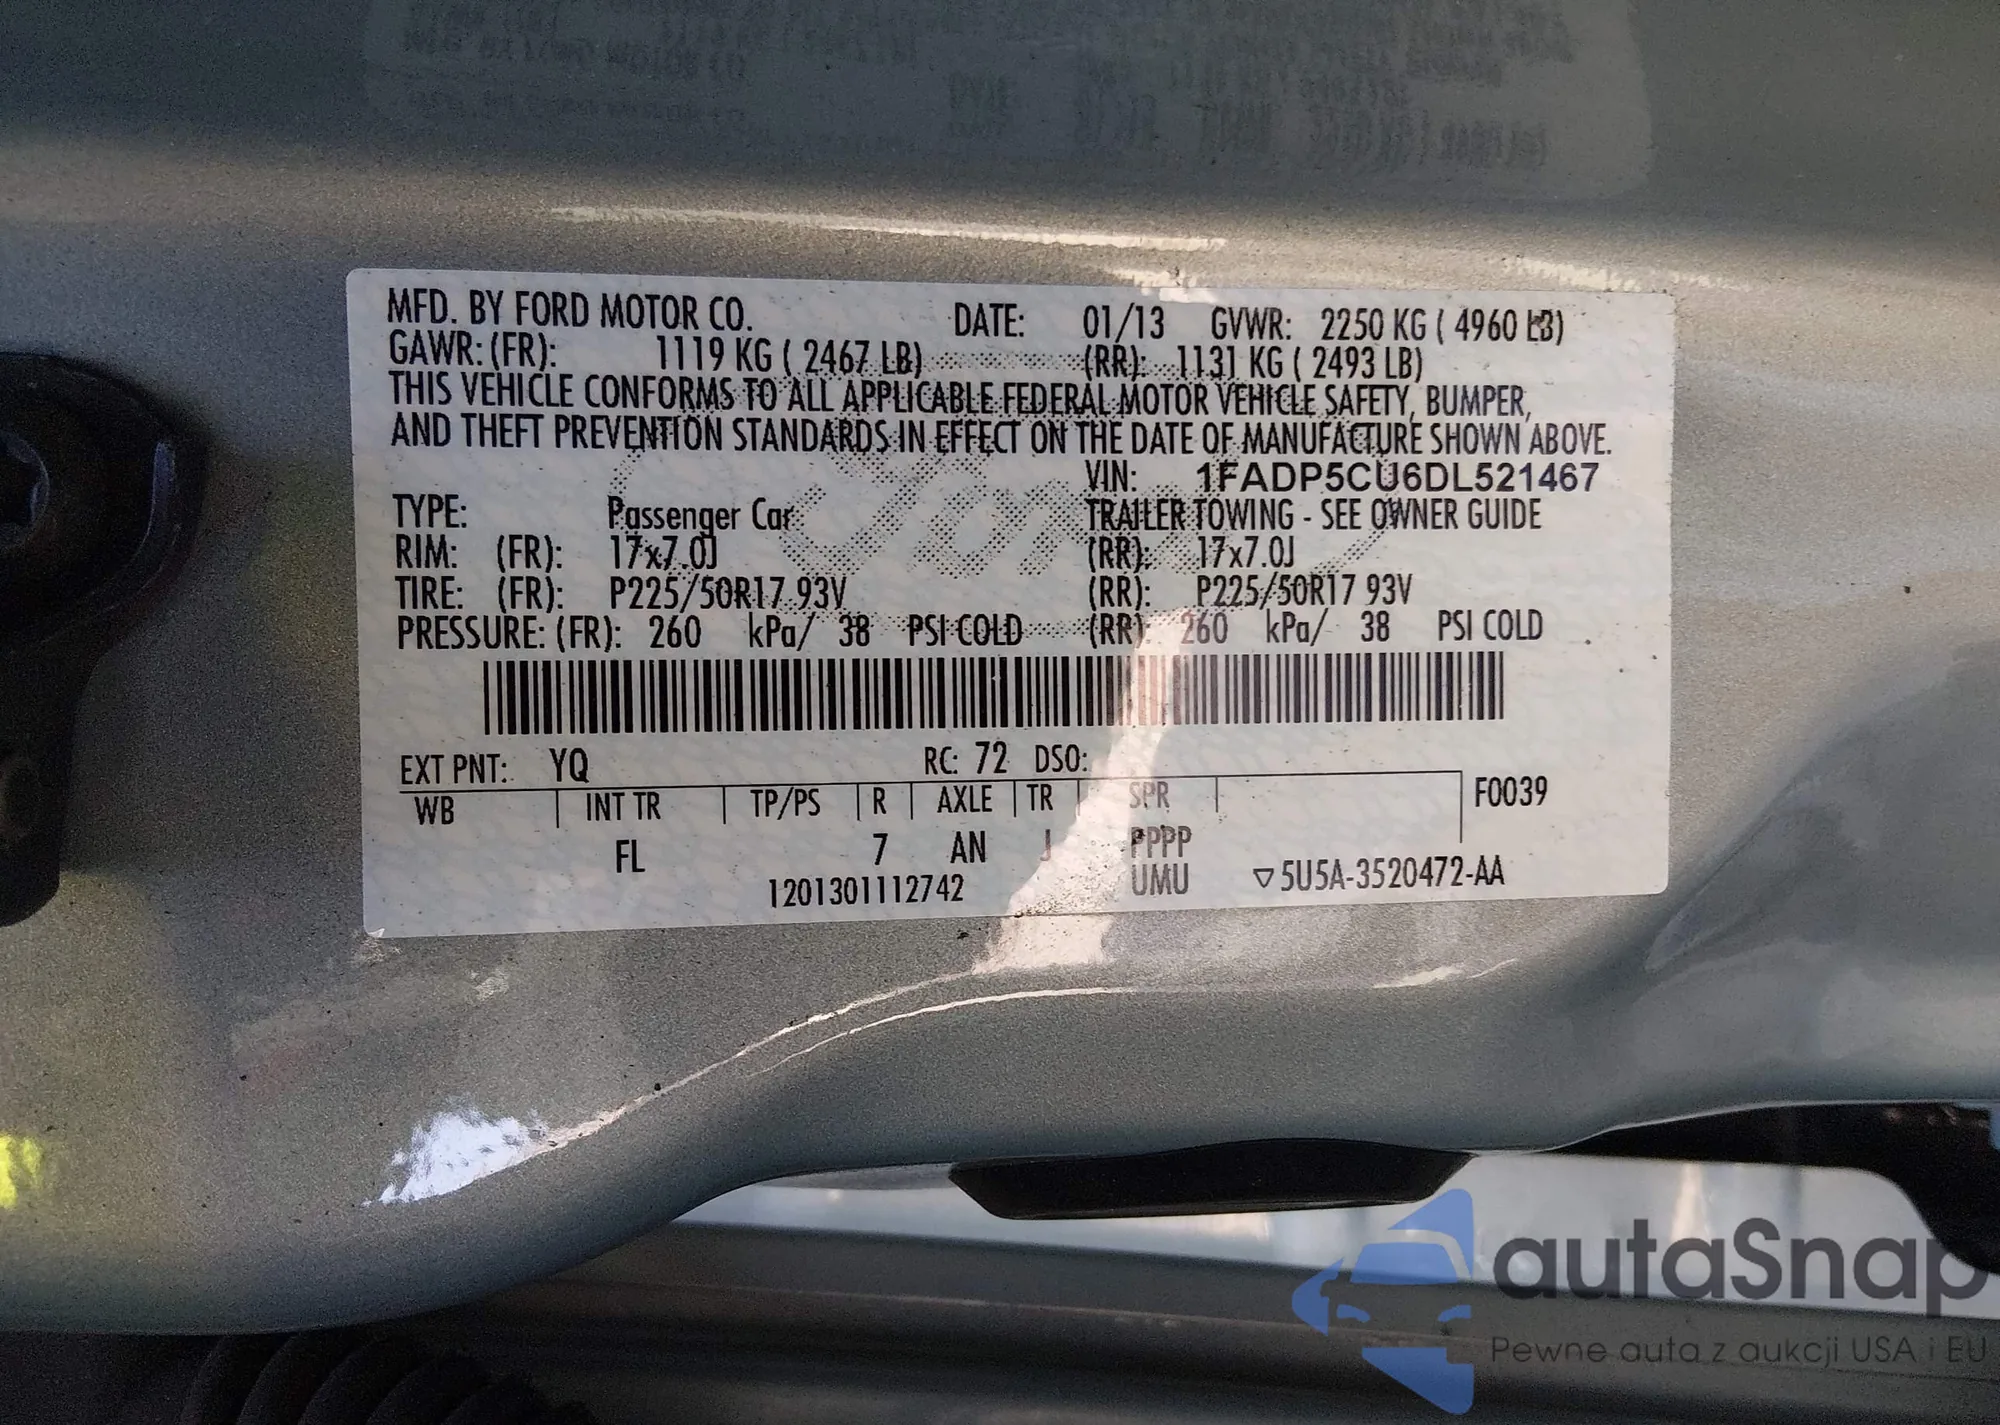 MFD. BY FORD MOTOR CO. DATE: 01/13 GVWR: 2250 KG ( 4960 LB)
GAWR: (FR): 1119 KG ( 2467 LB) (RR): 1131 KG ( 2493 LB)
THIS VEHICLE CONFORMS TO ALL APPLICABLE FEDERAL MOTOR VEHICLE SAFETY, BUMPER,
AND THEFT PREVENTION STANDARDS IN EFFECT ON THE DATE OF MANUFACTURE SHOWN ABOVE.
VIN: 1FADP5CU6DL521467
TYPE: Passenger Car TRAILER TOWING - SEE OWNER GUIDE
RIM: (FR): 17x7.0J (RR): 17x7.0J
TIRE: (FR): P225/50R17 93V (RR): P225/50R17 93V
PRESSURE: (FR): 260 kPa/ 38 PSI COLD (RR): 260 kPa/ 38 PSI COLD
EXT PNT: YQ RC: 72 DSO:
WB INT TR TP/PS R AXLE TR SPR F0039
FL 7 AN J PPPP
1201301112742 UMU ▽5U5A-3520472-AA
Ford
autaSnap
Pewne auta z aukcji USA i EU